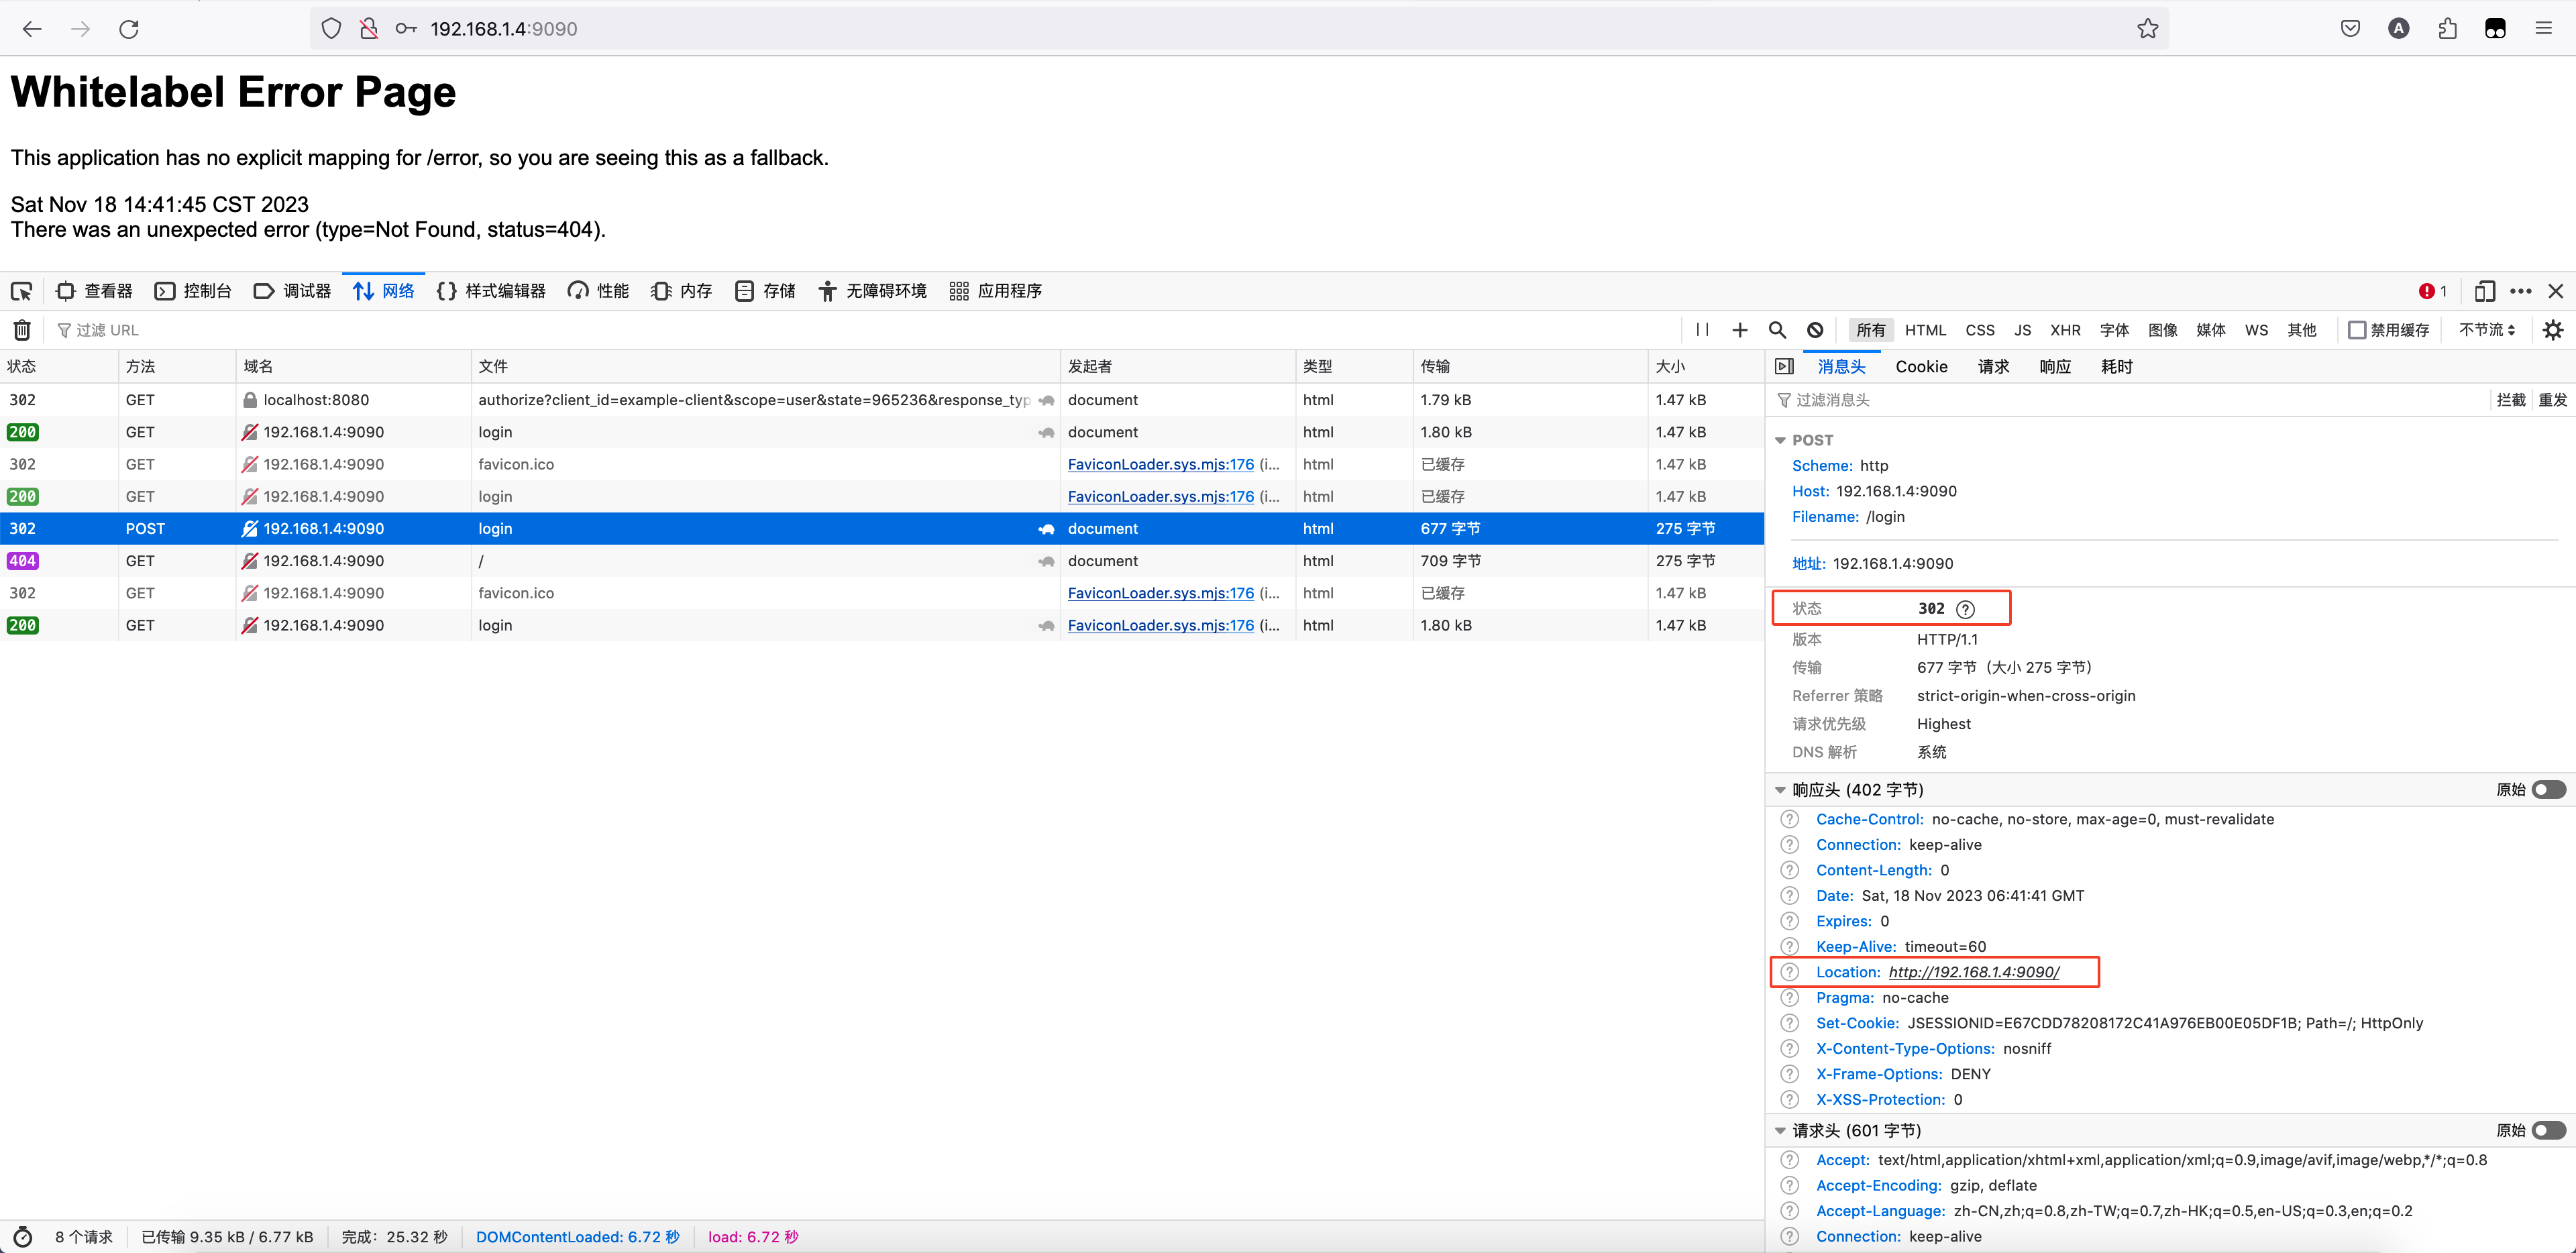 192.168.1.4:9090
A
Whitelabel Error Page
This application has no explicit mapping for /error, so you are seeing this as a fallback.
Sat Nov 18 14:41:45 CST 2023
There was an unexpected error (type=Not Found, status=404).
查看器 控制台 调试器 网络 样式编辑器 性能 内存 存储 无障碍环境 应用程序 1
过滤 URL 所有 HTML CSS JS XHR 字体 图像 媒体 WS 其他 禁用缓存 不节流
状态 方法 域名 文件 发起者 类型 传输 大小
302 GET localhost:8080 authorize?client_id=example-client&scope=user&state=965236&response_typ document html 1.79 kB 1.47 kB
200 GET 192.168.1.4:9090 login document html 1.80 kB 1.47 kB
302 GET 192.168.1.4:9090 favicon.ico FaviconLoader.sys.mjs:176 (i... html 已缓存 1.47 kB
200 GET 192.168.1.4:9090 login FaviconLoader.sys.mjs:176 (i... html 已缓存 1.47 kB
302 POST 192.168.1.4:9090 login document html 677 字节 275 字节
404 GET 192.168.1.4:9090 / document html 709 字节 275 字节
302 GET 192.168.1.4:9090 favicon.ico FaviconLoader.sys.mjs:176 (i... html 已缓存 1.47 kB
200 GET 192.168.1.4:9090 login FaviconLoader.sys.mjs:176 (i... html 1.80 kB 1.47 kB
消息头 Cookie 请求 响应 耗时
过滤消息头 拦截 重发
POST
Scheme: http
Host: 192.168.1.4:9090
Filename: /login
地址: 192.168.1.4:9090
状态 302
版本 HTTP/1.1
传输 677 字节（大小 275 字节）
Referrer 策略 strict-origin-when-cross-origin
请求优先级 Highest
DNS 解析 系统
响应头 (402 字节) 原始
Cache-Control: no-cache, no-store, max-age=0, must-revalidate
Connection: keep-alive
Content-Length: 0
Date: Sat, 18 Nov 2023 06:41:41 GMT
Expires: 0
Keep-Alive: timeout=60
Location: http://192.168.1.4:9090/
Pragma: no-cache
Set-Cookie: JSESSIONID=E67CDD78208172C41A976EB00E05DF1B; Path=/; HttpOnly
X-Content-Type-Options: nosniff
X-Frame-Options: DENY
X-XSS-Protection: 0
请求头 (601 字节) 原始
Accept: text/html,application/xhtml+xml,application/xml;q=0.9,image/avif,image/webp,*/*;q=0.8
Accept-Encoding: gzip, deflate
Accept-Language: zh-CN,zh;q=0.8,zh-TW;q=0.7,zh-HK;q=0.5,en-US;q=0.3,en;q=0.2
Connection: keep-alive
8 个请求 已传输 9.35 kB / 6.77 kB 完成：25.32 秒 DOMContentLoaded: 6.72 秒 load: 6.72 秒